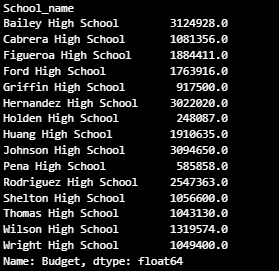 School_name
Bailey High School 3124928.0
Cabrera High School 1081356.0
Figueroa High School 1884411.0
Ford High School 1763916.0
Griffin High School 917500.0
Hernandez High School 3022020.0
Holden High School 248087.0
Huang High School 1910635.0
Johnson High School 3094650.0
Pena High School 585858.0
Rodriguez High School 2547363.0
Shelton High School 1056600.0
Thomas High School 1043130.0
Wilson High School 1319574.0
Wright High School 1049400.0
Name: Budget, dtype: float64